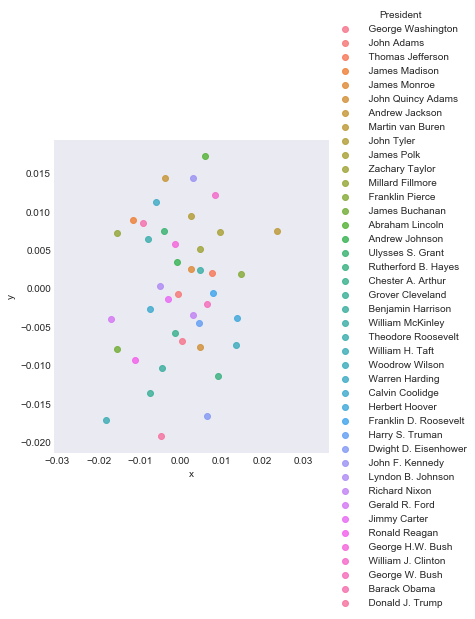 President
George Washington
John Adams
Thomas Jefferson
James Madison
James Monroe
John Quincy Adams
Andrew Jackson
Martin van Buren
John Tyler
James Polk
Zachary Taylor
Millard Fillmore
Franklin Pierce
James Buchanan
Abraham Lincoln
Andrew Johnson
Ulysses S. Grant
Rutherford B. Hayes
Chester A. Arthur
Grover Cleveland
Benjamin Harrison
William McKinley
Theodore Roosevelt
William H. Taft
Woodrow Wilson
Warren Harding
Calvin Coolidge
Herbert Hoover
Franklin D. Roosevelt
Harry S. Truman
Dwight D. Eisenhower
John F. Kennedy
Lyndon B. Johnson
Richard Nixon
Gerald R. Ford
Jimmy Carter
Ronald Reagan
George H.W. Bush
William J. Clinton
George W. Bush
Barack Obama
Donald J. Trump
0.015
0.010
0.005
0.000
−0.005
−0.010
−0.015
−0.020
y
−0.03 −0.02 −0.01 0.00 0.01 0.02 0.03
x